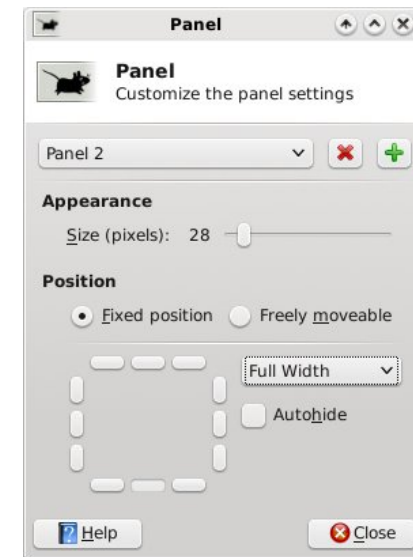 Panel
Panel
Customize the panel settings
Panel 2
Appearance
Size (pixels): 28
Position
Fixed position Freely moveable
Full Width
Autohide
Help Close